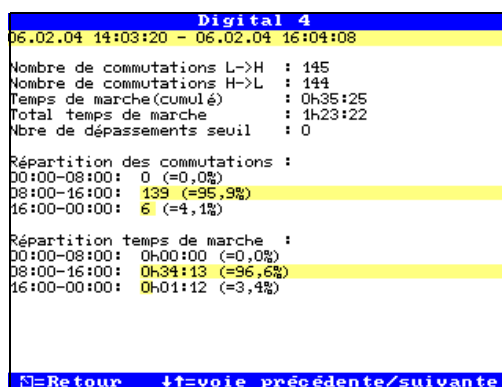 Digital 4
06.02.04 14:03:20 - 06.02.04 16:04:08
Nombre de commutations L->H : 145
Nombre de commutations H->L : 144
Temps de marche(cumulé) : 0h35:25
Total temps de marche : 1h23:22
Nbre de dépassements seuil : 0
Répartition des commutations :
00:00-08:00: 0 (=0,0%)
08:00-16:00: 139 (=95,9%)
16:00-00:00: 6 (=4,1%)
Répartition temps de marche :
00:00-08:00: 0h00:00 (=0,0%)
08:00-16:00: 0h34:13 (=96,6%)
16:00-00:00: 0h01:12 (=3,4%)
=Retour ↓↑=voie précédente/suivante